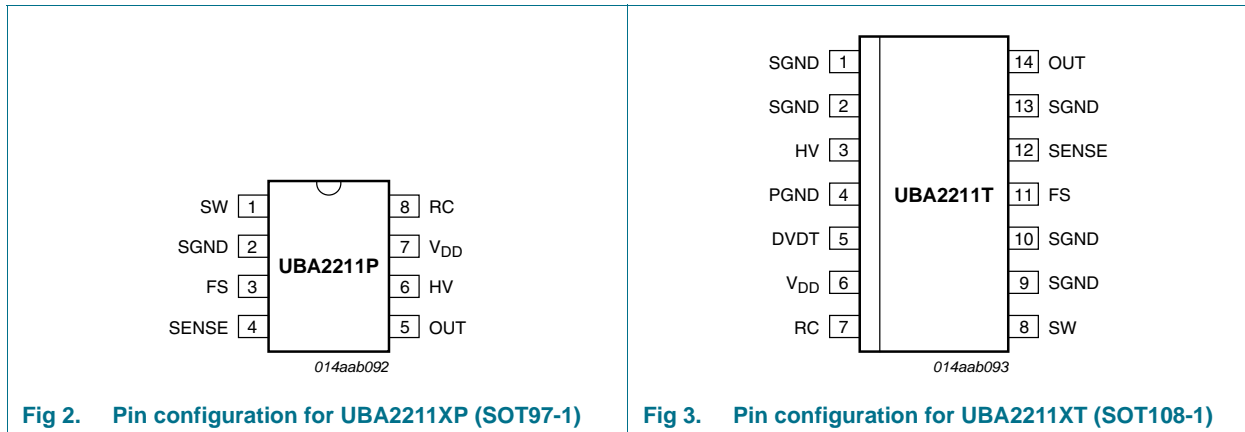 SW 1
SGND 2
FS 3
SENSE 4
UBA2211P
8 RC
7 VDD
6 HV
5 OUT
014aab092
Fig 2. Pin configuration for UBA2211XP (SOT97-1)
SGND 1
SGND 2
HV 3
PGND 4
DVDT 5
VDD 6
RC 7
UBA2211T
14 OUT
13 SGND
12 SENSE
11 FS
10 SGND
9 SGND
8 SW
014aab093
Fig 3. Pin configuration for UBA2211XT (SOT108-1)